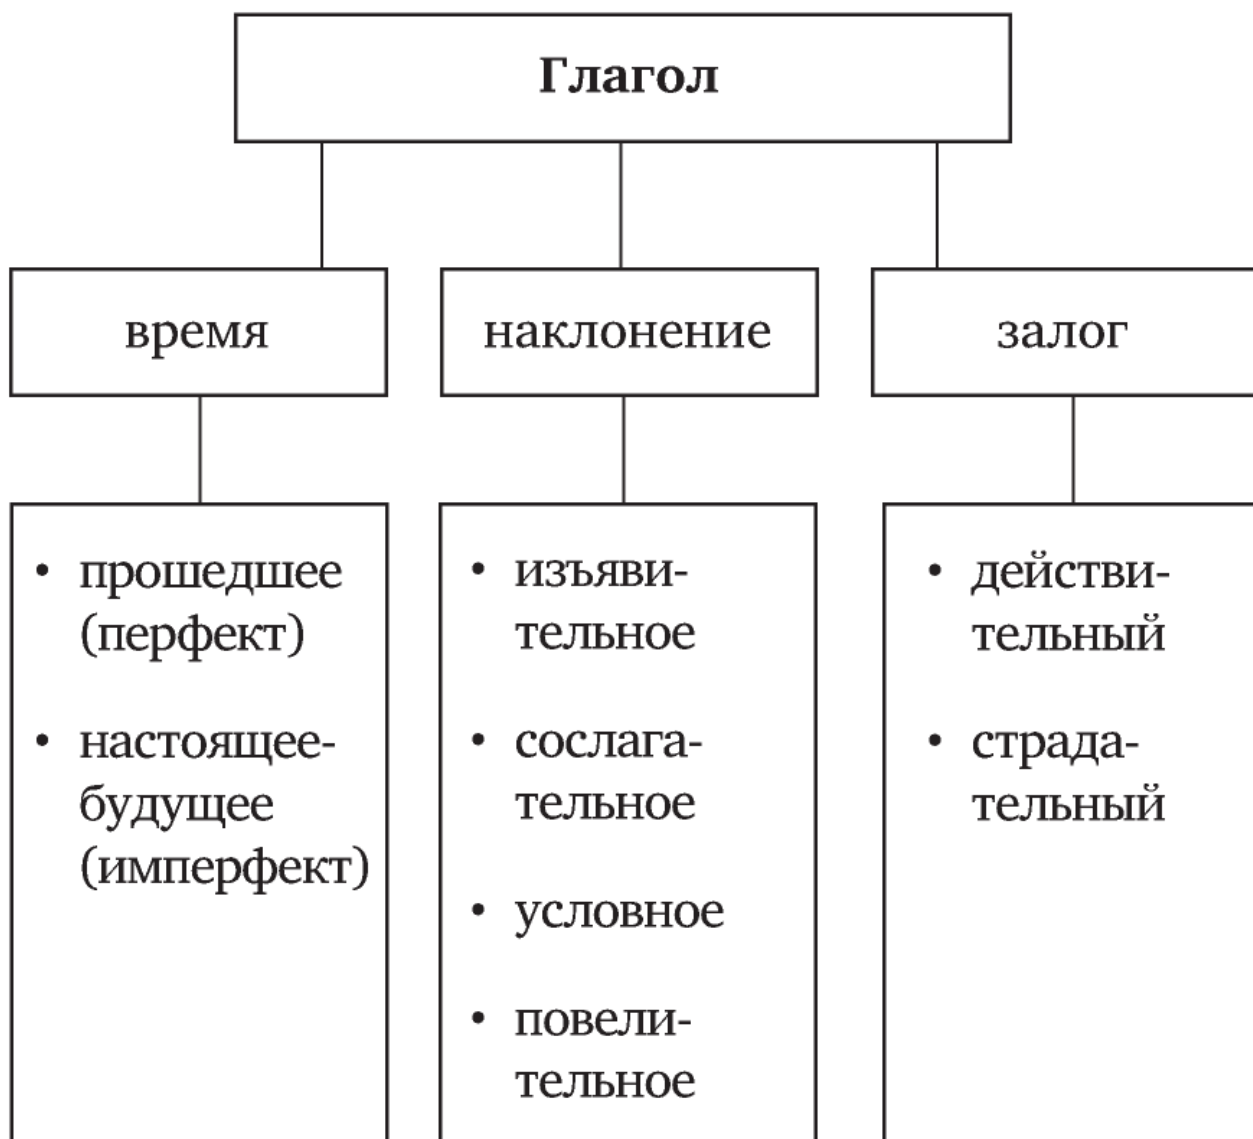 Глагол
время
наклонение
залог
• прошедшее
(перфект)
• настоящее-
будущее
(имперфект)
• изъяви-
тельное
• сослага-
тельное
• условное
• повели-
тельное
• действи-
тельный
• страда-
тельный